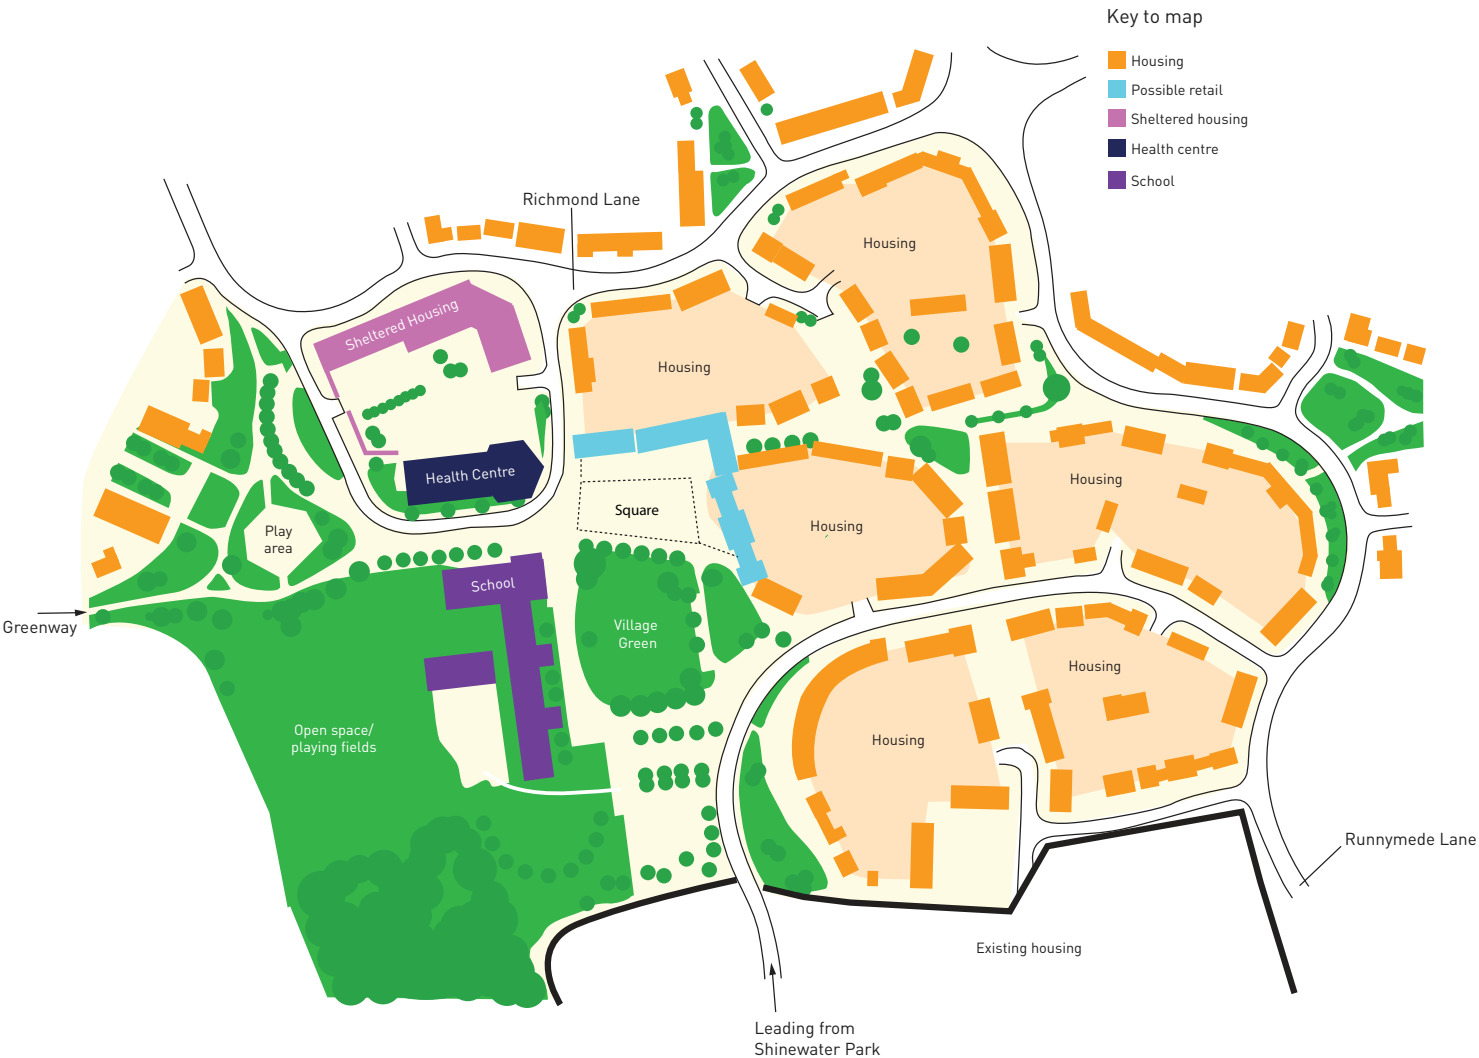 Key to map
Housing
Possible retail
Sheltered housing
Health centre
School
Richmond Lane
Housing
Sheltered Housing
Housing
Health Centre
Housing
Square
Housing
Play
area
School
Greenway
Village
Green
Housing
Open space/
playing fields
Housing
Runnymede Lane
Existing housing
Leading from
Shinewater Park